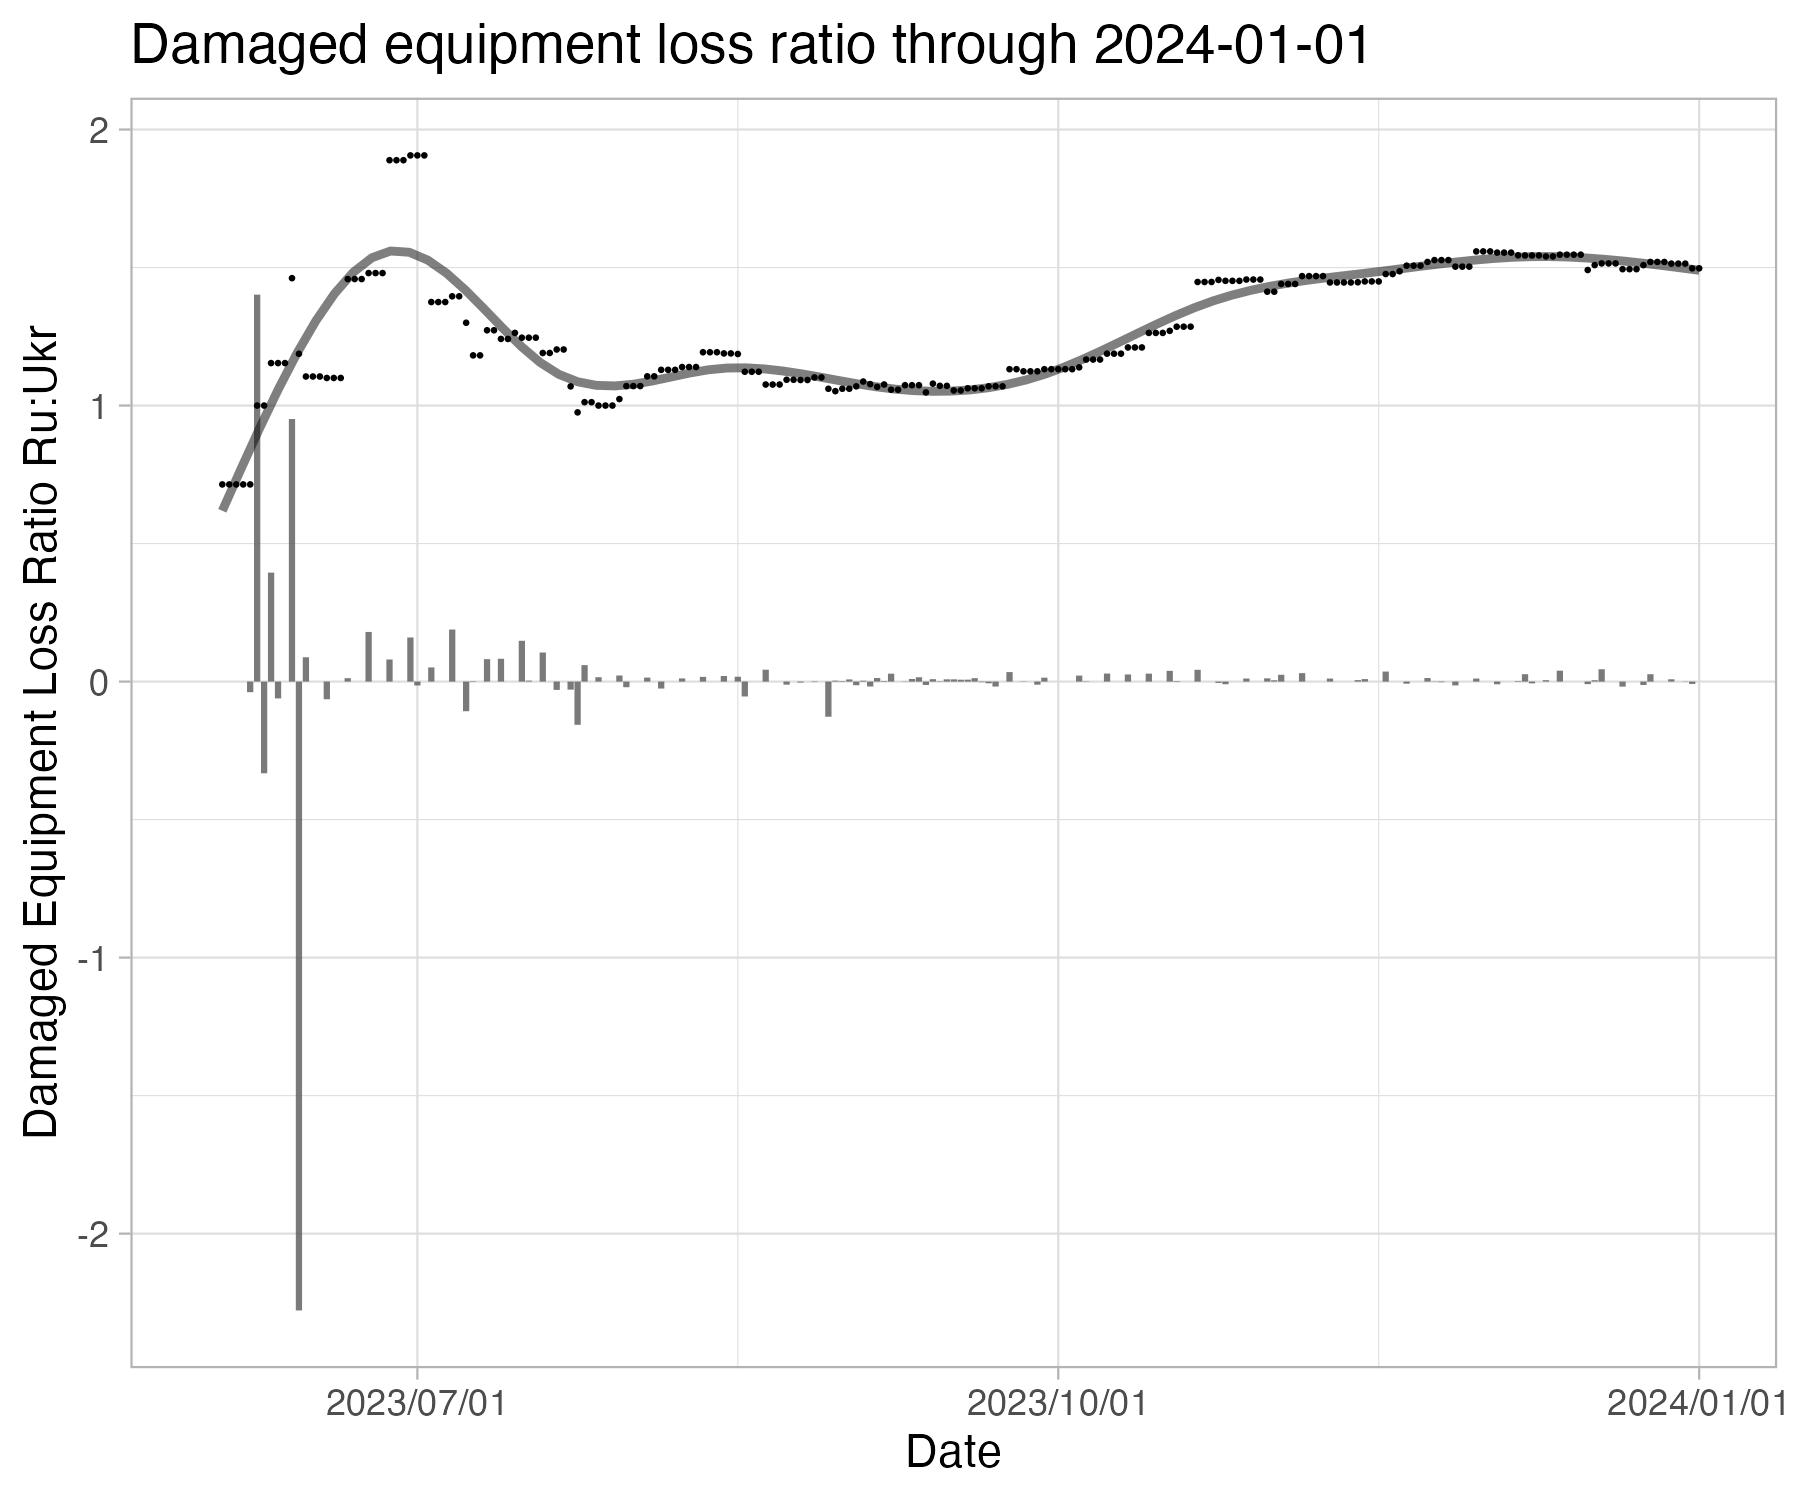 Damaged equipment loss ratio through 2024-01-01
Damaged Equipment Loss Ratio Ru:Ukr
2
1
0
-1
-2
2023/07/01
2023/10/01
2024/01/01
Date